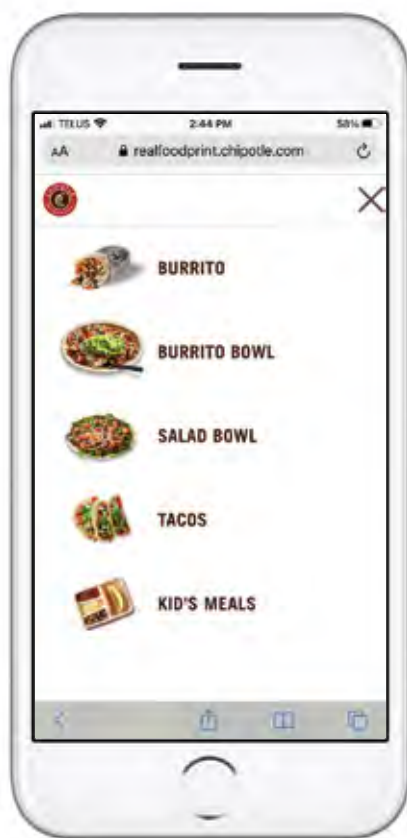 TELUS 2:44 PM 58%
AA realfoodprint.chipotle.com
BURRITO
BURRITO BOWL
SALAD BOWL
TACOS
KID'S MEALS